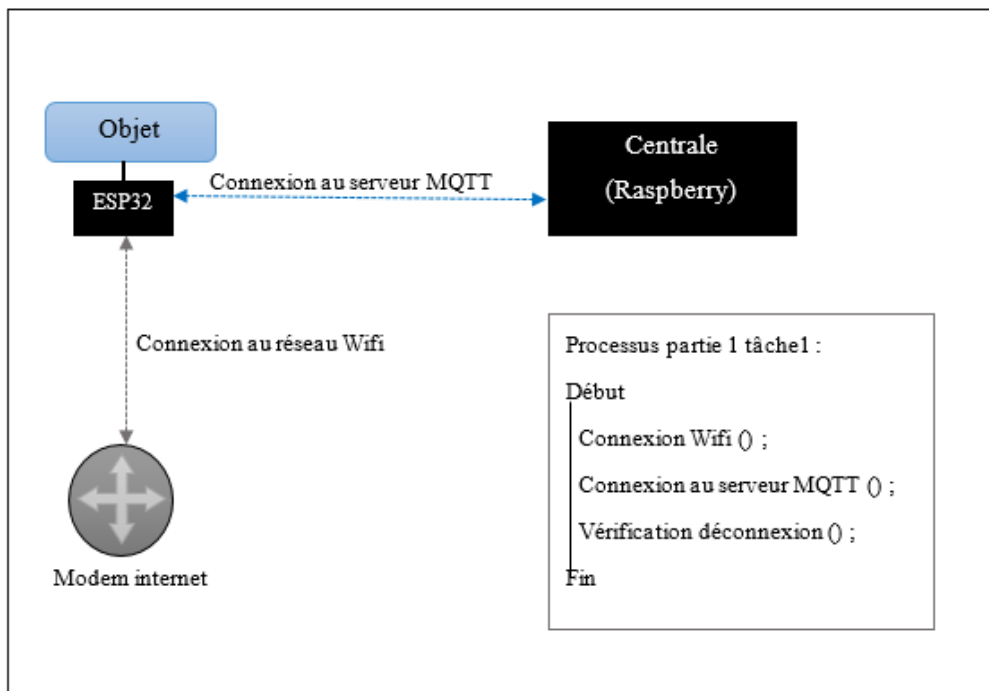 Objet
ESP32
Connexion au serveur MQTT
Centrale
(Raspberry)
Connexion au réseau Wifi
Modem internet
Processus partie 1 tâche1 :
Début
Connexion Wifi () ;
Connexion au serveur MQTT () ;
Vérification déconnexion () ;
Fin